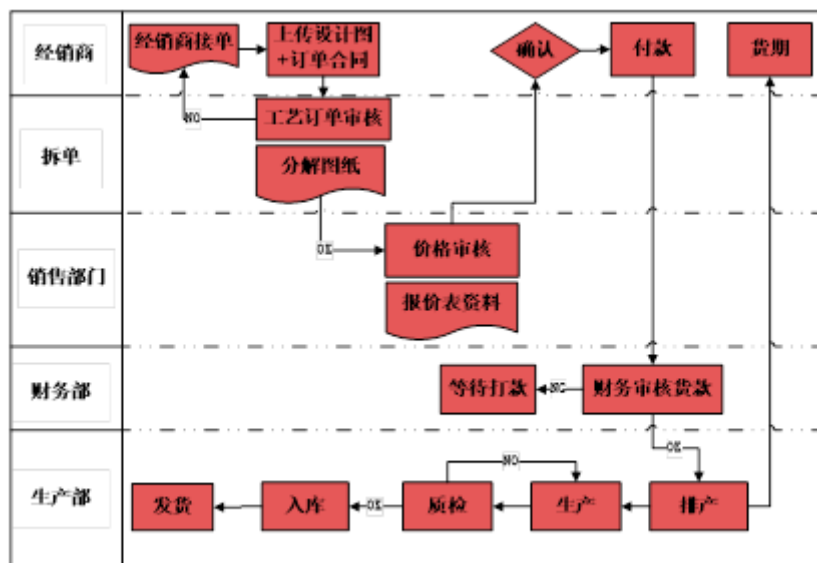 经销商
经销商接单
上传设计图
+订单合同
确认
付款
货期
NO
拆单
工艺订单审核
分解图纸
OK
销售部门
价格审核
报价表资料
财务部
等待打款
NO
财务审核货款
OK
NO
生产部
发货
入库
OK
质检
生产
排产